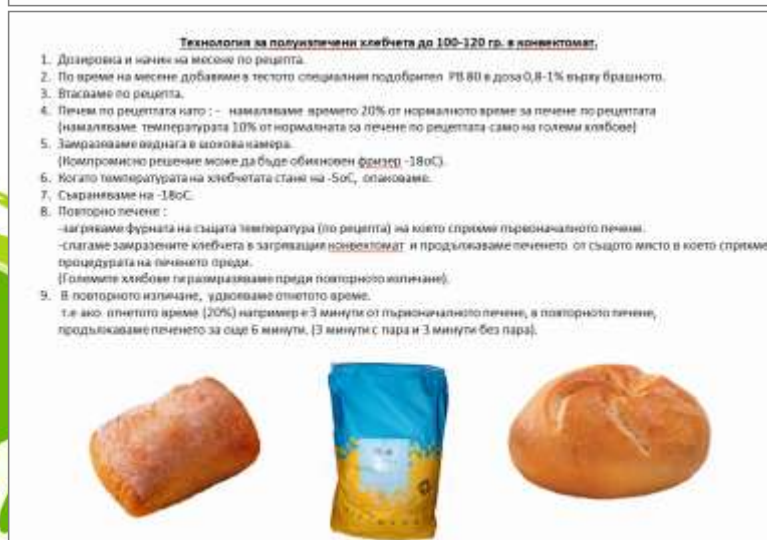 Технология за полуизпечени хлебчета до 100-120 гр. в конвектомат.
1. Дозировка и начин на месене по рецепта.
2. По време на месене добавяме в тестото специалния подобрител РВ 80 в доза 0,8-1% върху брашното.
3. Втасваме по рецепта.
4. Печем по рецептата като : - намаляваме времето 20% от нормалното време за печене по рецептата
(намаляваме температурата 10% от нормалната за печене по рецептата само на големи хлябове)
5. Замразяваме веднага в шокова камера.
(Компромисно решение може да бъде обикновен фризер -18оС).
6. Когато температурата на хлебчетата стане на -5оС, опаковаме.
7. Съхраняваме на -18оС.
8. Повторно печене :
-загряваме фурната на същата температура (по рецепта) на което спряхме първоначалното печене.
-слагаме замразените хлебчета в загряващия конвектомат и продължаваме печенето от същото място в което спряхме
процедурата на печенето преди.
(Големите хлябове ги размразяваме преди повторното изпичане).
9. В повторното изпичане, удвояваме отнетото време.
т.е ако отнетото време (20%) например е 3 минути от първоначалното печене, в повторното печене,
продължаваме печенето за още 6 минути. (3 минути с пара и 3 минути без пара).